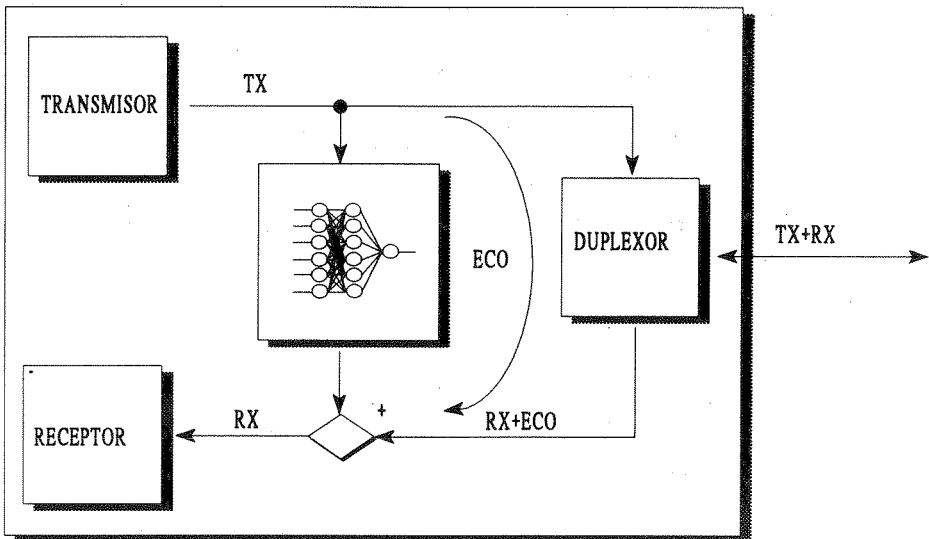 TX
TRANSMISOR
DUPLEXOR
TX+RX
ECO
+
RX
RX+ECO
RECEPTOR